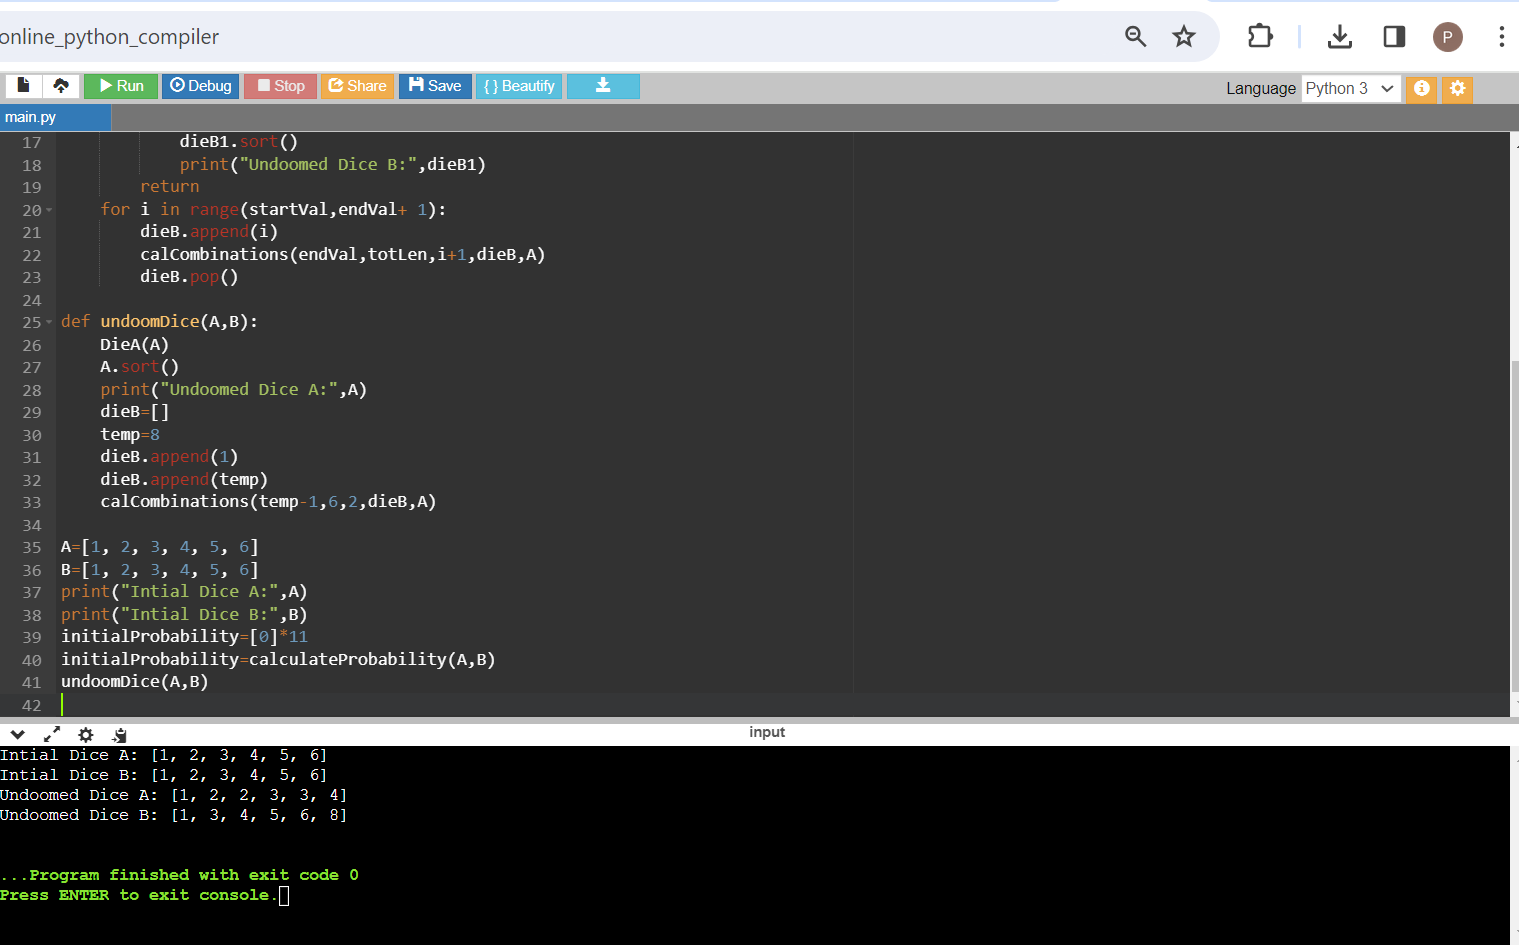 online_python_compiler
P
Run Debug Stop Share Save { } Beautify Language Python 3
main.py
17 dieB1.sort()
18 print("Undoomed Dice B:",dieB1)
19 return
20 for i in range(startVal,endVal+ 1):
21 dieB.append(i)
22 calCombinations(endVal,totLen,i+1,dieB,A)
23 dieB.pop()
24
25 def undoomDice(A,B):
26 DieA(A)
27 A.sort()
28 print("Undoomed Dice A:",A)
29 dieB=[]
30 temp=8
31 dieB.append(1)
32 dieB.append(temp)
33 calCombinations(temp-1,6,2,dieB,A)
34
35 A=[1, 2, 3, 4, 5, 6]
36 B=[1, 2, 3, 4, 5, 6]
37 print("Intial Dice A:",A)
38 print("Intial Dice B:",B)
39 initialProbability=[0]*11
40 initialProbability=calculateProbability(A,B)
41 undoomDice(A,B)
42
input
Intial Dice A: [1, 2, 3, 4, 5, 6]
Intial Dice B: [1, 2, 3, 4, 5, 6]
Undoomed Dice A: [1, 2, 2, 3, 3, 4]
Undoomed Dice B: [1, 3, 4, 5, 6, 8]
...Program finished with exit code 0
Press ENTER to exit console.